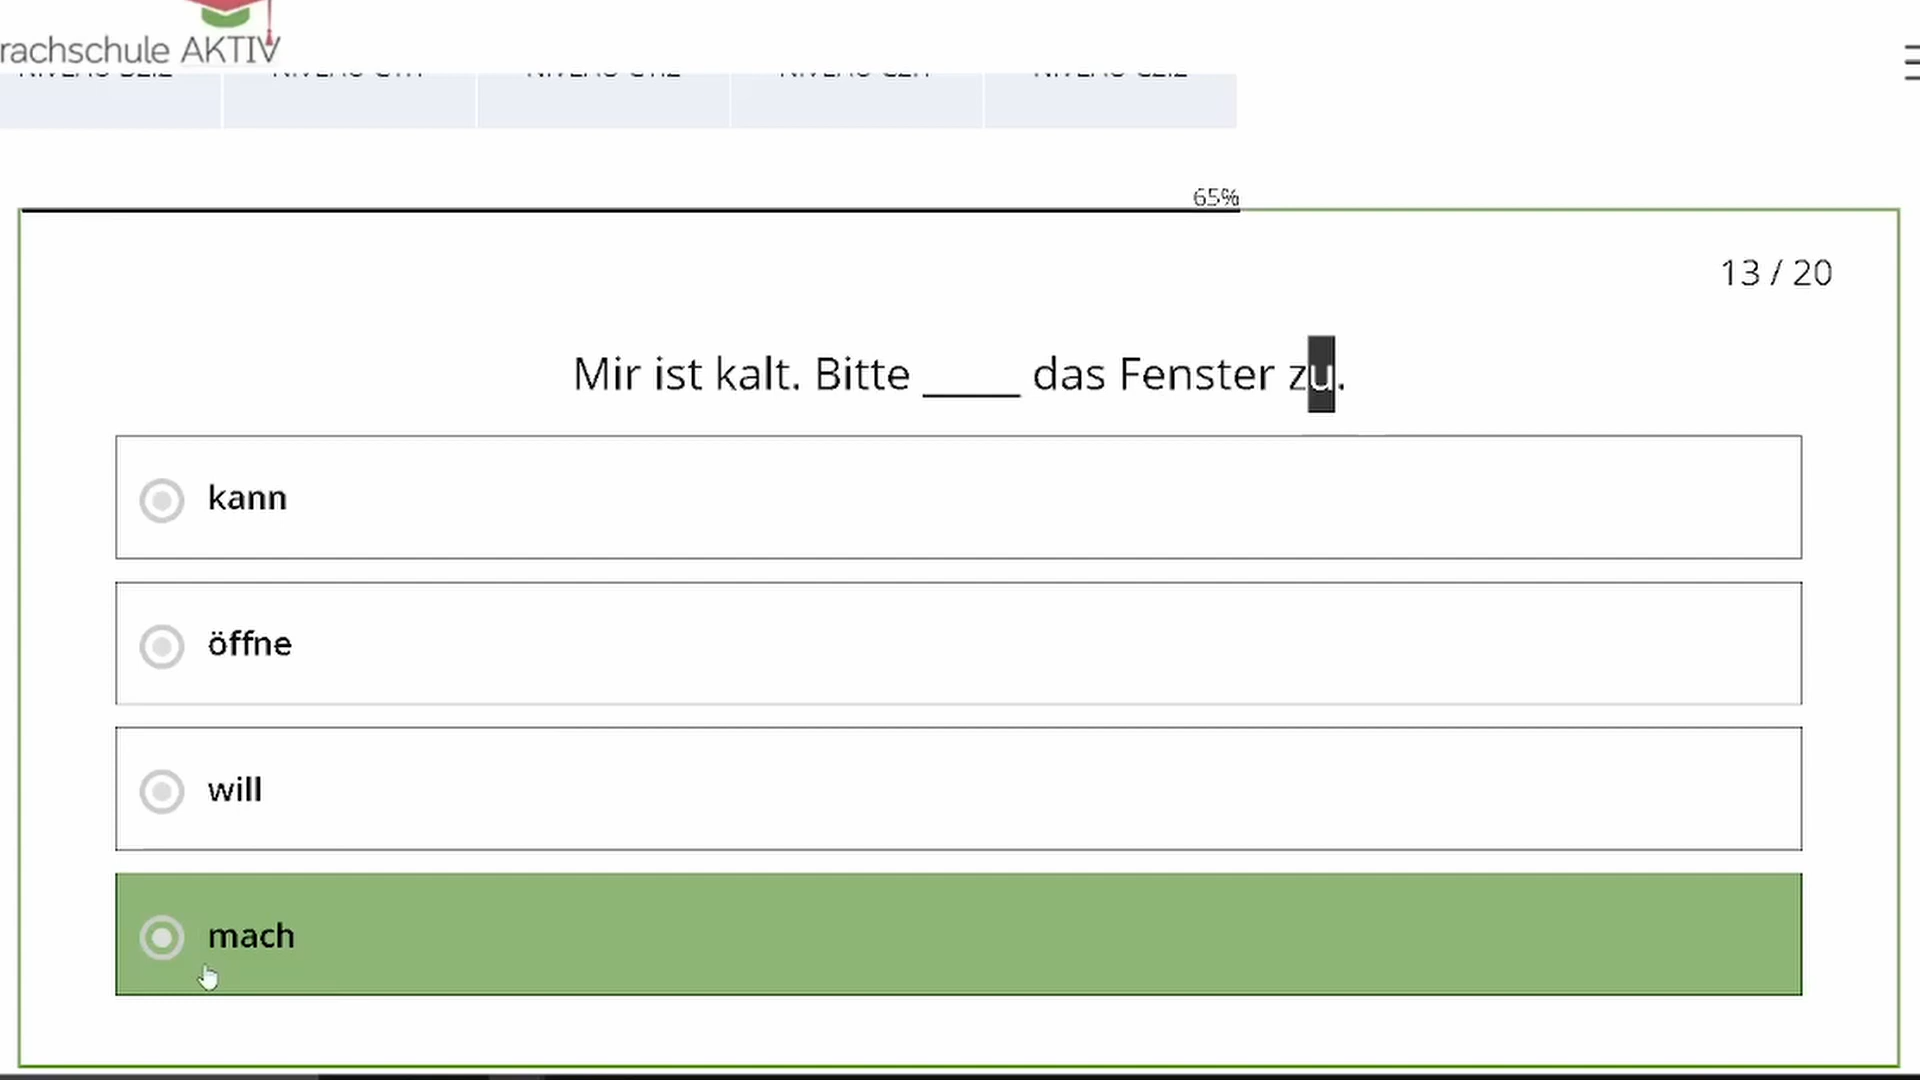 rachschule AKTIV
65%
13 / 20
Mir ist kalt. Bitte _____ das Fenster zu.
kann
öffne
will
mach